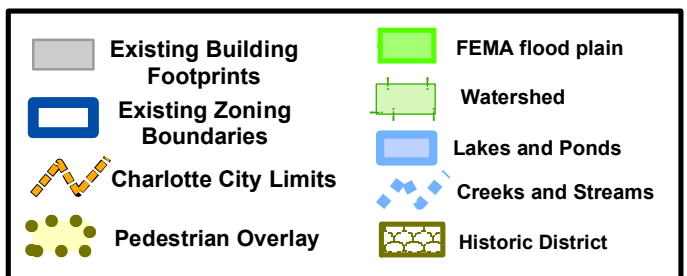 Existing Building
Footprints
Existing Zoning
Boundaries
Charlotte City Limits
Pedestrian Overlay
FEMA flood plain
Watershed
Lakes and Ponds
Creeks and Streams
Historic District